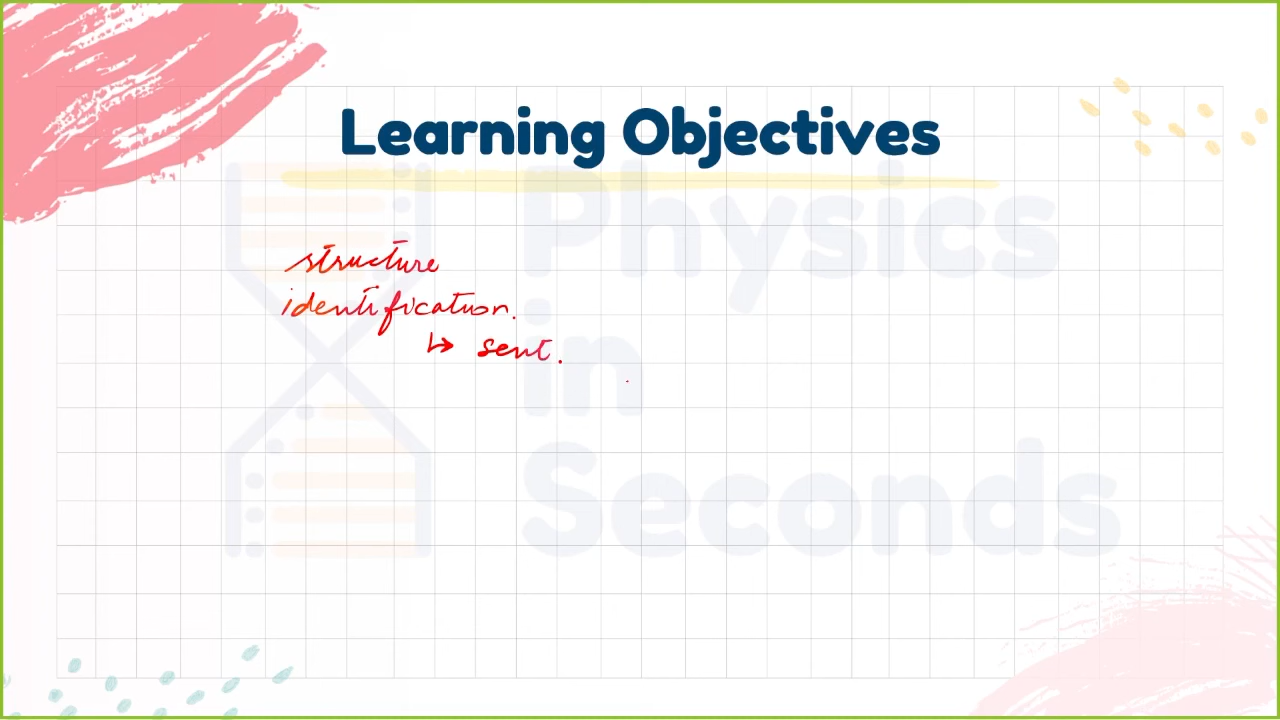 Learning Objectives
Physics
in
Seconds
structure
identification.
↳ sent.